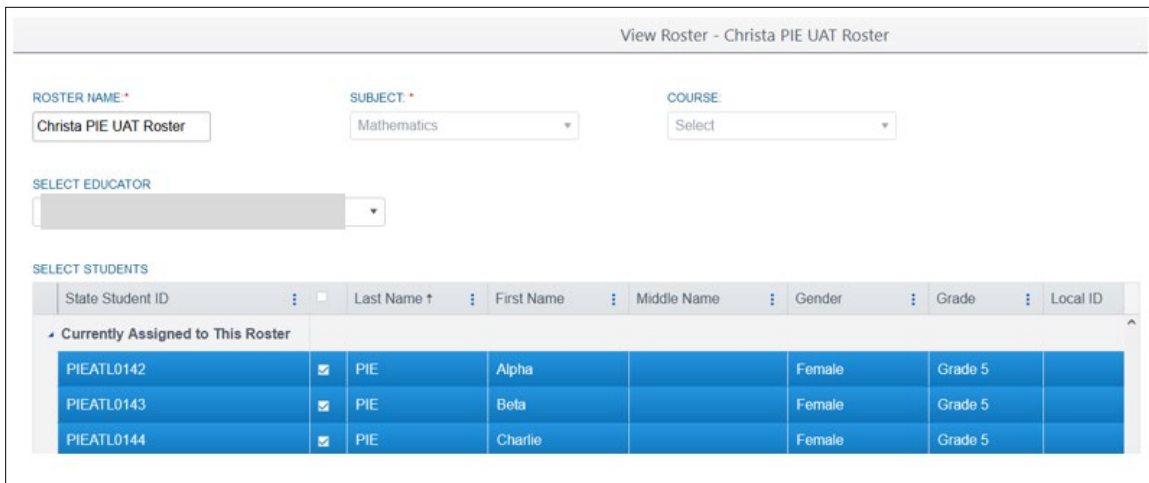 View Roster - Christa PIE UAT Roster
ROSTER NAME:* SUBJECT: * COURSE:
Christa PIE UAT Roster Mathematics Select
SELECT EDUCATOR
SELECT STUDENTS
State Student ID Last Name ↑ First Name Middle Name Gender Grade Local ID
Currently Assigned to This Roster
PIEATL0142 PIE Alpha Female Grade 5
PIEATL0143 PIE Beta Female Grade 5
PIEATL0144 PIE Charlie Female Grade 5